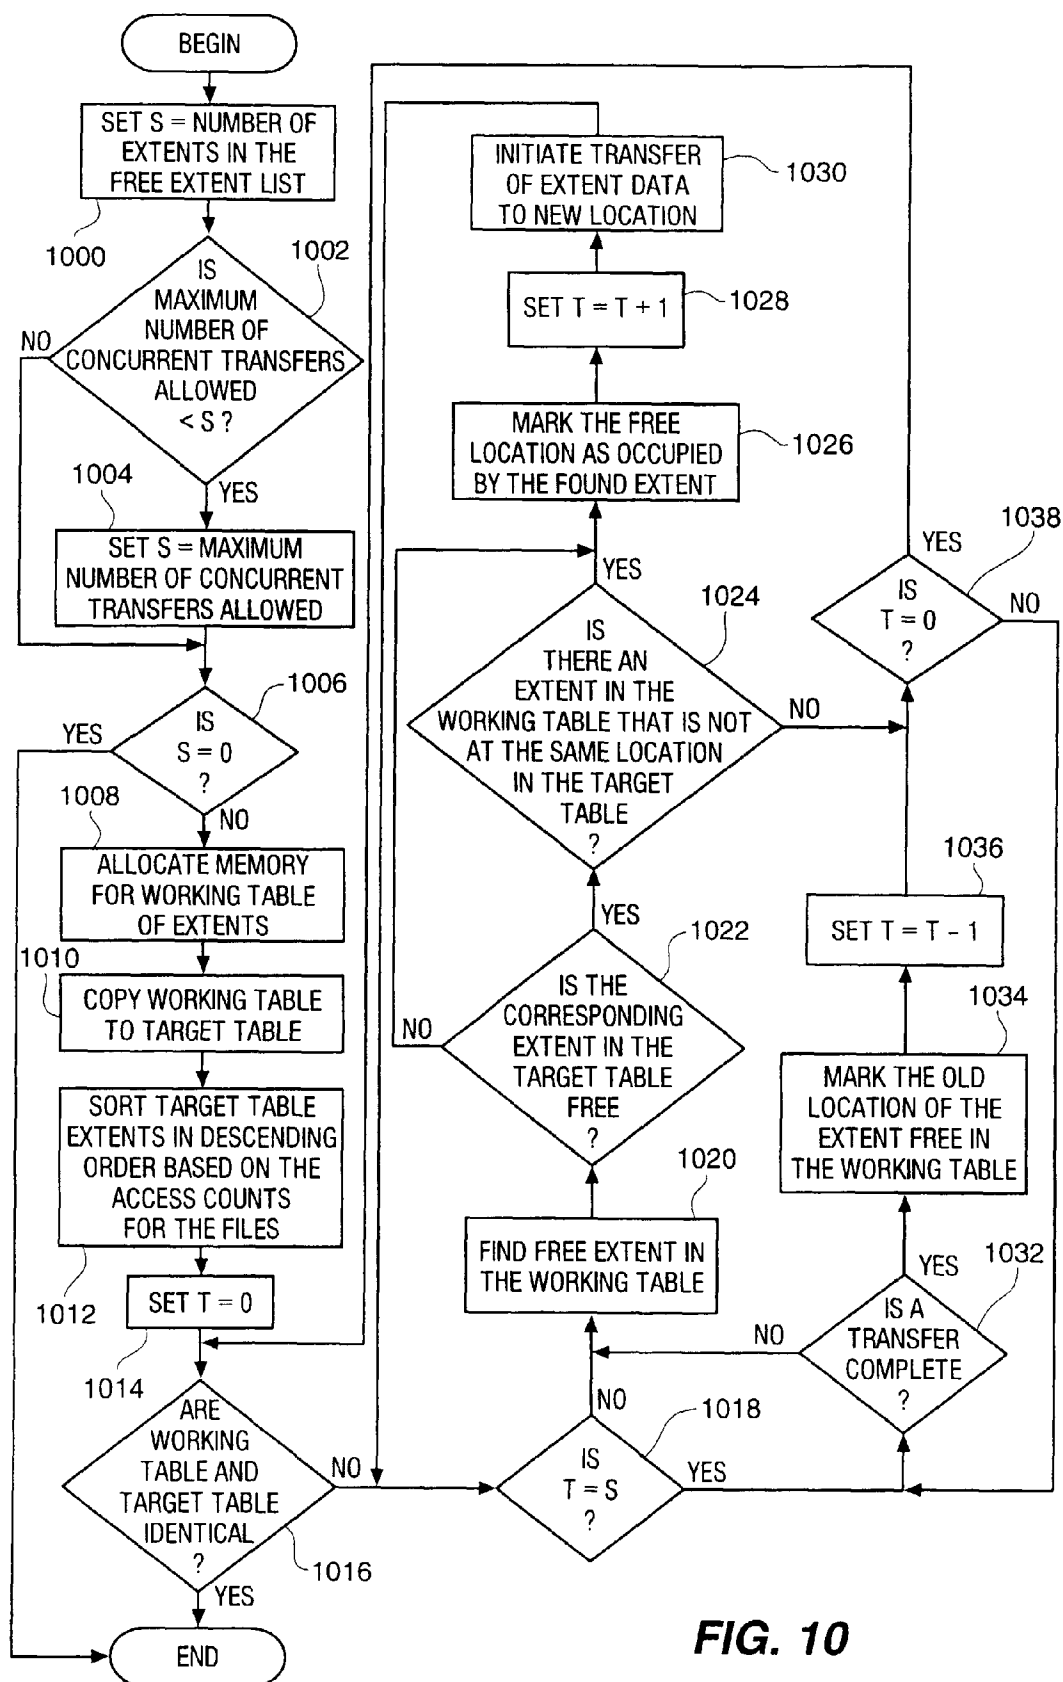 BEGIN
SET S = NUMBER OF
EXTENTS IN THE
FREE EXTENT LIST
1000
1002
IS
MAXIMUM
NUMBER OF
CONCURRENT TRANSFERS
ALLOWED
< S ?
NO
YES
1004
SET S = MAXIMUM
NUMBER OF CONCURRENT
TRANSFERS ALLOWED
1006
IS
S = 0
?
YES
NO
1008
ALLOCATE MEMORY
FOR WORKING TABLE
OF EXTENTS
1010
COPY WORKING TABLE
TO TARGET TABLE
SORT TARGET TABLE
EXTENTS IN DESCENDING
ORDER BASED ON THE
ACCESS COUNTS
FOR THE FILES
1012
SET T = 0
1014
ARE
WORKING
TABLE AND
TARGET TABLE
IDENTICAL
?
NO
1016
YES
END
INITIATE TRANSFER
OF EXTENT DATA
TO NEW LOCATION
1030
SET T = T + 1
1028
MARK THE FREE
LOCATION AS OCCUPIED
BY THE FOUND EXTENT
1026
YES
1024
IS
THERE AN
EXTENT IN THE
WORKING TABLE THAT IS NOT
AT THE SAME LOCATION
IN THE TARGET
TABLE
?
NO
YES
1022
IS THE
CORRESPONDING
EXTENT IN THE
TARGET TABLE
FREE
?
NO
1020
FIND FREE EXTENT IN
THE WORKING TABLE
NO
1018
IS
T = S
?
YES
1038
YES
IS
T = 0
?
NO
1036
SET T = T - 1
1034
MARK THE OLD
LOCATION OF THE
EXTENT FREE IN
THE WORKING TABLE
1032
YES
IS A
TRANSFER
COMPLETE
?
NO
FIG. 10